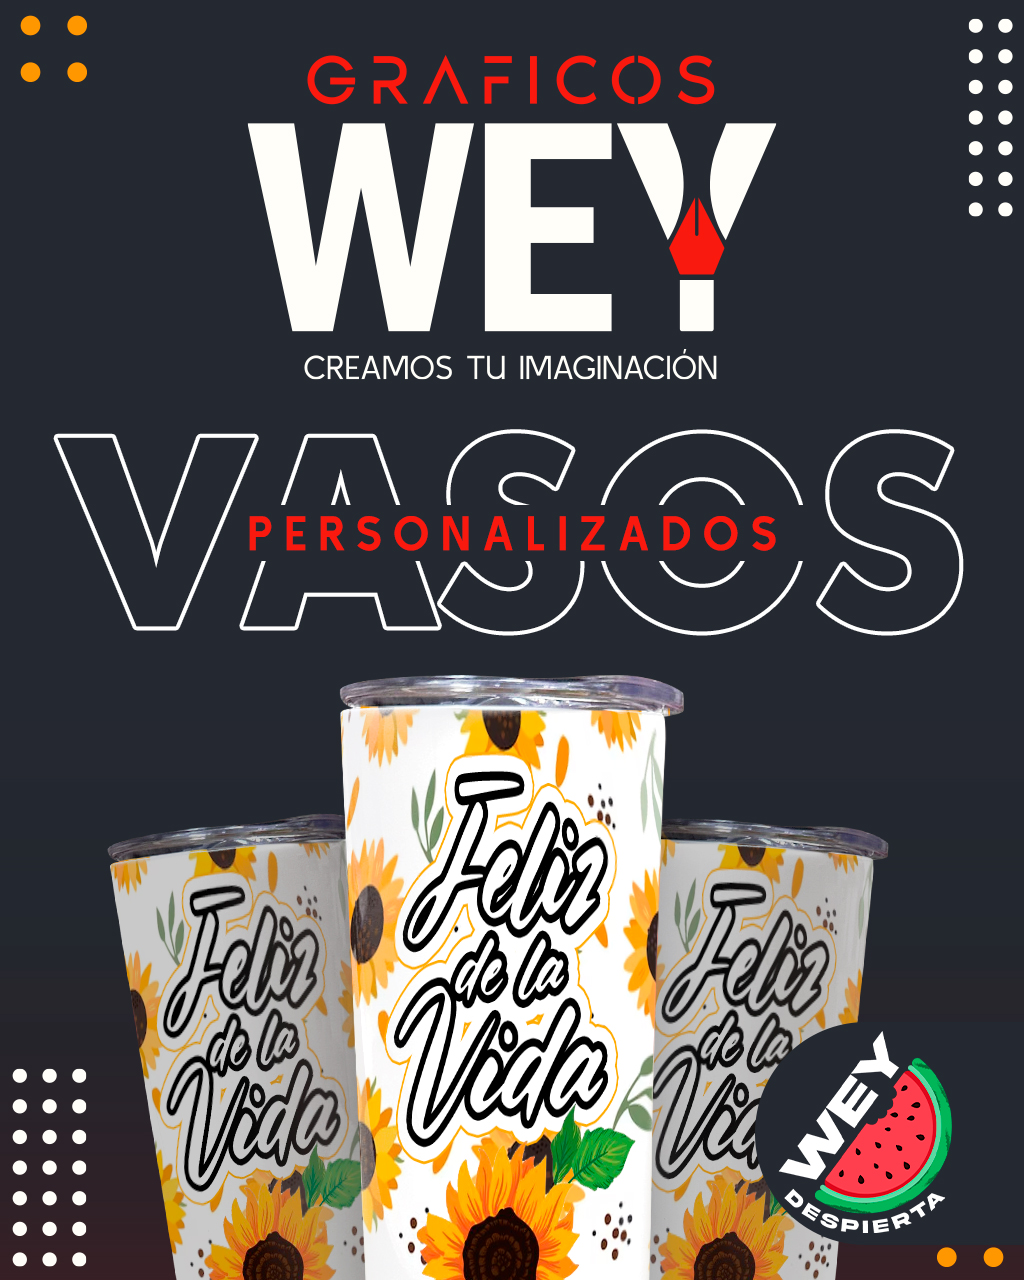 GRAFICOS
WEY
CREAMOS TU IMAGINACIÓN
VASOS
PERSONALIZADOS
Feliz
de la
Vida
Feliz
de la
Vida
Feliz
de la
Vida
WEY
DESPIERTA